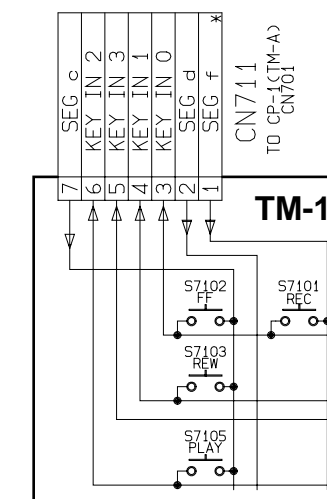 *
SEG c
KEY IN 2
KEY IN 3
KEY IN 1
KEY IN 0
SEG d
SEG f
CN711
TO CP-1(TM-A)
CN701
7
6
5
4
3
2
1
TM-1
S7102
FF
S7101
REC
S7103
REW
S7105
PLAY